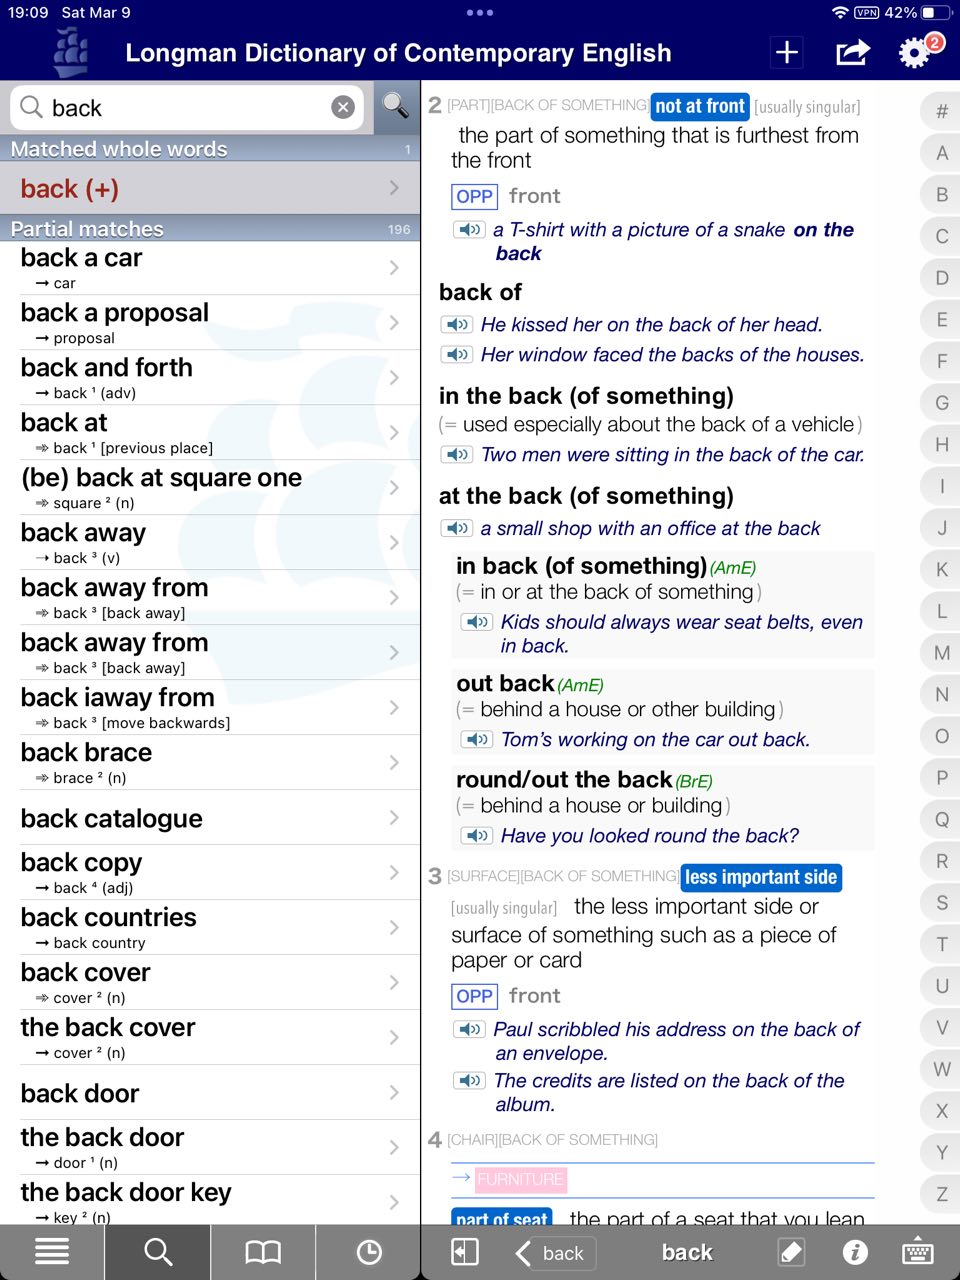 19:09 Sat Mar 9
VPN 42%
Longman Dictionary of Contemporary English
2
back
Matched whole words 1
back (+)
Partial matches 196
back a car
→ car
back a proposal
→ proposal
back and forth
→ back ¹ (adv)
back at
⇒ back ¹ [previous place]
(be) back at square one
⇒ square ² (n)
back away
→ back ³ (v)
back away from
⇒ back ³ [back away]
back away from
⇒ back ³ [back away]
back iaway from
⇒ back ³ [move backwards]
back brace
⇒ brace ² (n)
back catalogue
back copy
→ back ⁴ (adj)
back countries
→ back country
back cover
⇒ cover ² (n)
the back cover
→ cover ² (n)
back door
the back door
→ door ¹ (n)
the back door key
→ key ² (n)
2 [PART][BACK OF SOMETHING] not at front [usually singular]
the part of something that is furthest from
the front
OPP front
a T-shirt with a picture of a snake on the
back
back of
He kissed her on the back of her head.
Her window faced the backs of the houses.
in the back (of something)
(= used especially about the back of a vehicle)
Two men were sitting in the back of the car.
at the back (of something)
a small shop with an office at the back
in back (of something) (AmE)
(= in or at the back of something)
Kids should always wear seat belts, even
in back.
out back (AmE)
(= behind a house or other building)
Tom’s working on the car out back.
round/out the back (BrE)
(= behind a house or building)
Have you looked round the back?
3 [SURFACE][BACK OF SOMETHING] less important side
[usually singular] the less important side or
surface of something such as a piece of
paper or card
OPP front
Paul scribbled his address on the back of
an envelope.
The credits are listed on the back of the
album.
4 [CHAIR][BACK OF SOMETHING]
→ FURNITURE
part of seat the part of a seat that you lean
#
A
B
C
D
E
F
G
H
I
J
K
L
M
N
O
P
Q
R
S
T
U
V
W
X
Y
Z
back
back